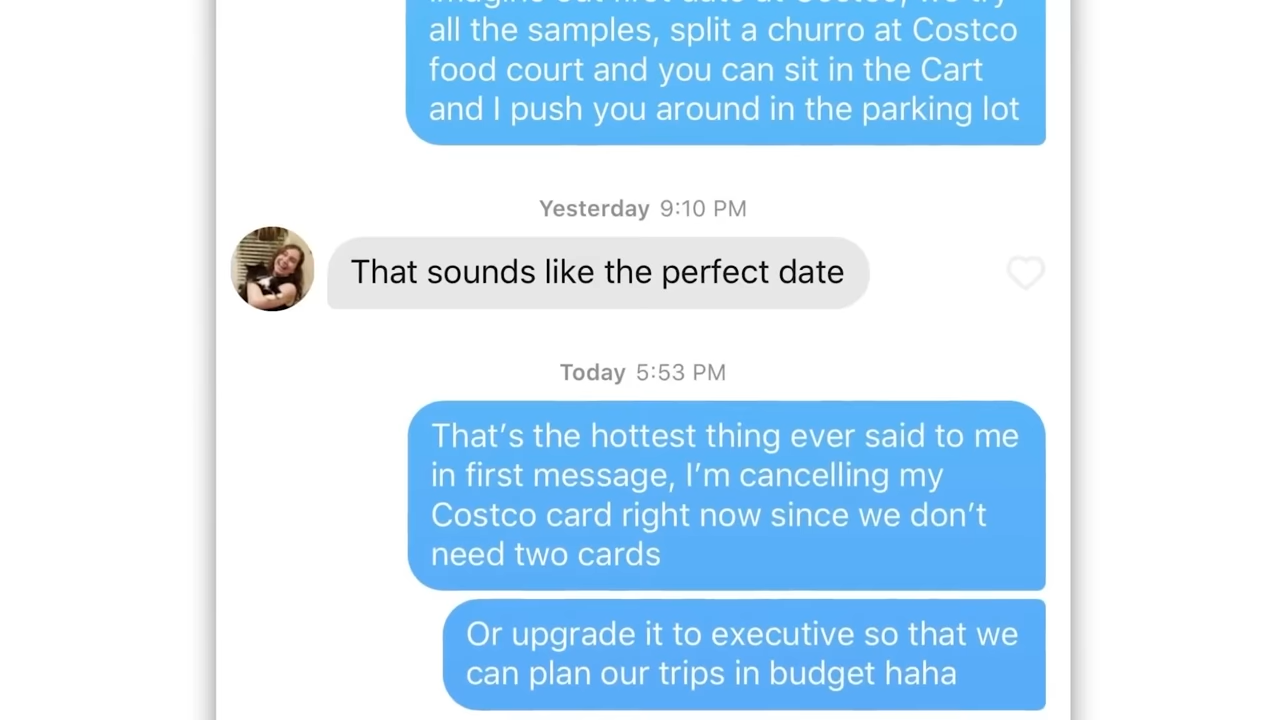 all the samples, split a churro at Costco
food court and you can sit in the Cart
and I push you around in the parking lot
Yesterday 9:10 PM
That sounds like the perfect date
Today 5:53 PM
That's the hottest thing ever said to me
in first message, I'm cancelling my
Costco card right now since we don't
need two cards
Or upgrade it to executive so that we
can plan our trips in budget haha